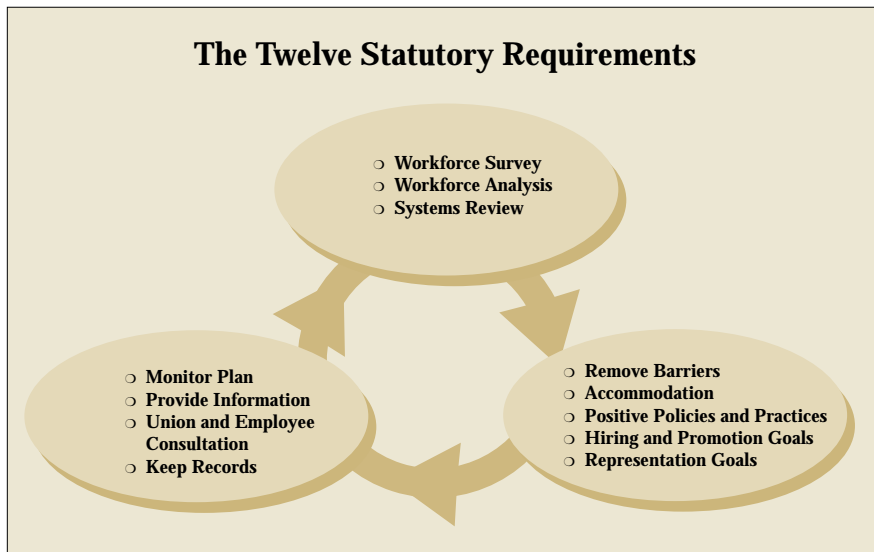 The Twelve Statutory Requirements
❍ Workforce Survey
❍ Workforce Analysis
❍ Systems Review
❍ Monitor Plan
❍ Provide Information
❍ Union and Employee
Consultation
❍ Keep Records
❍ Remove Barriers
❍ Accommodation
❍ Positive Policies and Practices
❍ Hiring and Promotion Goals
❍ Representation Goals